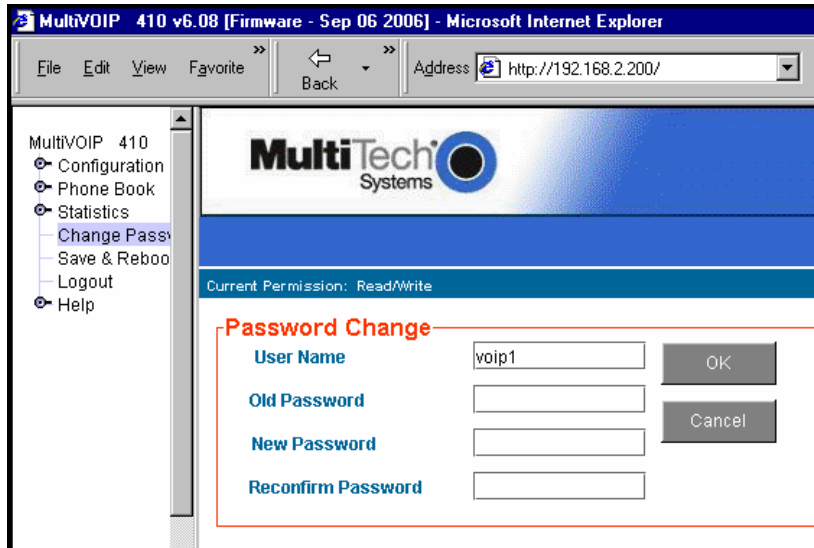 MultiVOIP 410 v6.08 [Firmware - Sep 06 2006] - Microsoft Internet Explorer
File Edit View Favorite » Back » Address http://192.168.2.200/
MultiVOIP 410
Configuration
Phone Book
Statistics
Change Passw
Save & Reboo
Logout
Help
MultiTech
Systems
Current Permission: Read/Write
Password Change
User Name voip1 OK
Old Password
Cancel
New Password
Reconfirm Password